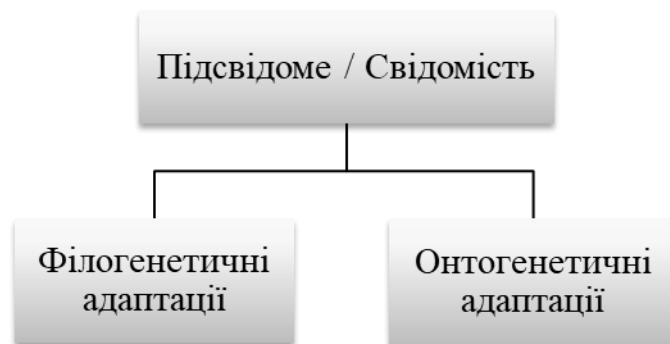 Підсвідоме / Свідомість
Філогенетичні
адаптації
Онтогенетичні
адаптації